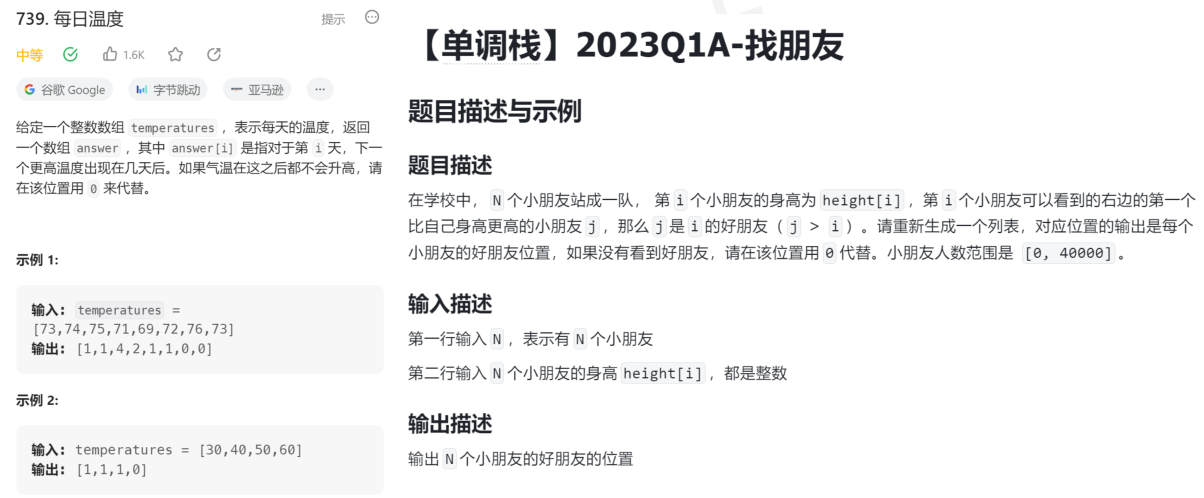 739. 每日温度
提示
中等
1.6K
谷歌 Google
字节跳动
亚马逊
给定一个整数数组 temperatures ，表示每天的温度，返回
一个数组 answer ，其中 answer[i] 是指对于第 i 天，下一
个更高温度出现在几天后。如果气温在这之后都不会升高，请
在该位置用 0 来代替。
示例 1:
输入: temperatures =
[73,74,75,71,69,72,76,73]
输出: [1,1,4,2,1,1,0,0]
示例 2:
输入: temperatures = [30,40,50,60]
输出: [1,1,1,0]
【单调栈】2023Q1A-找朋友
题目描述与示例
题目描述
在学校中， N 个小朋友站成一队， 第 i 个小朋友的身高为 height[i] ，第 i 个小朋友可以看到的右边的第一个
比自己身高更高的小朋友 j ，那么 j 是 i 的好朋友（ j > i ）。请重新生成一个列表，对应位置的输出是每个
小朋友的好朋友位置，如果没有看到好朋友，请在该位置用 0 代替。小朋友人数范围是 [0, 40000] 。
输入描述
第一行输入 N ，表示有 N 个小朋友
第二行输入 N 个小朋友的身高 height[i] ，都是整数
输出描述
输出 N 个小朋友的好朋友的位置